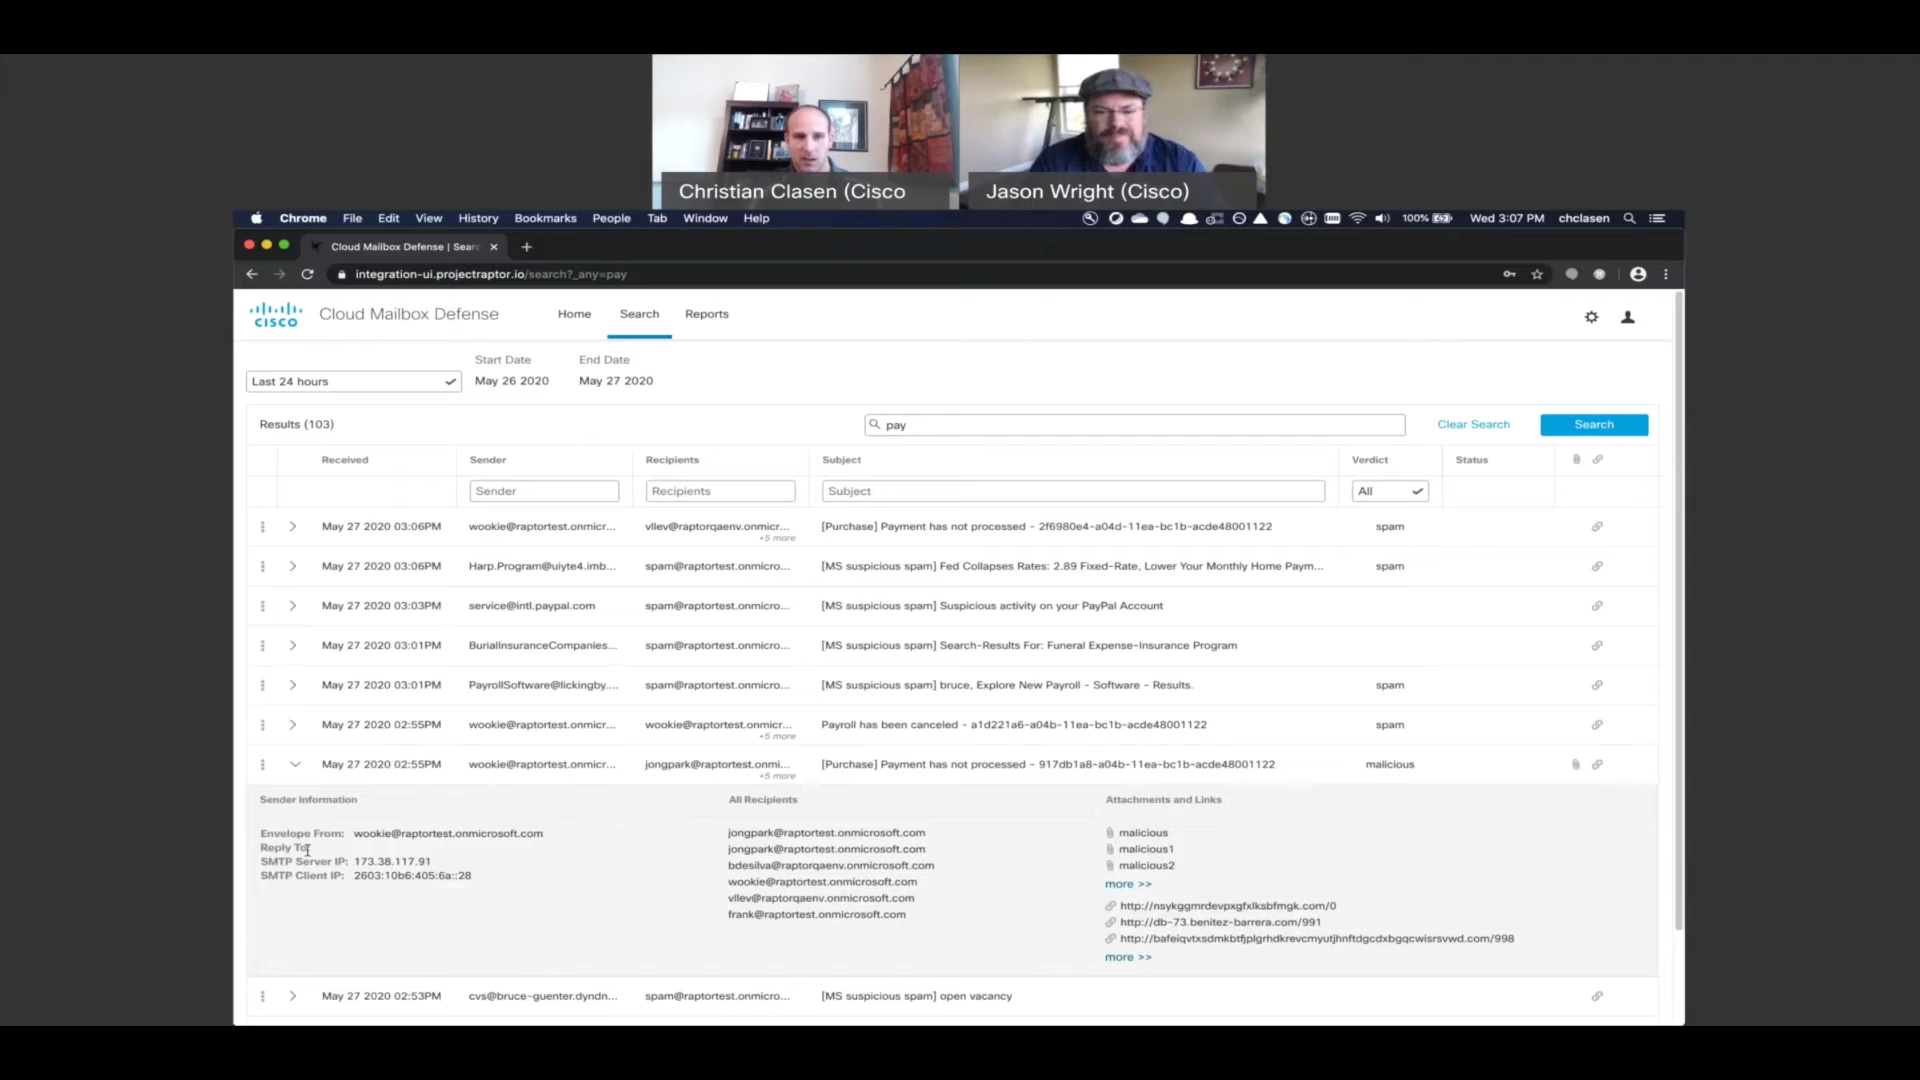 Christian Clasen (Cisco
Jason Wright (Cisco)
Chrome File Edit View History Bookmarks People Tab Window Help 100% Wed 3:07 PM chclasen
Cloud Mailbox Defense | Searc
integration-ui.projectraptor.io/search?_any=pay
CISCO Cloud Mailbox Defense Home Search Reports
Start Date End Date
Last 24 hours May 26 2020 May 27 2020
Results (103) pay Clear Search Search
Received Sender Recipients Subject Verdict Status
Sender Recipients Subject All
May 27 2020 03:06PM wookie@raptortest.onmicr... vllev@raptorqaenv.onmicr... [Purchase] Payment has not processed - 2f6980e4-a04d-11ea-bc1b-acde48001122 spam
+5 more
May 27 2020 03:06PM Harp.Program@uiyte4.imb... spam@raptortest.onmicro... [MS suspicious spam] Fed Collapses Rates: 2.89 Fixed-Rate, Lower Your Monthly Home Paym... spam
May 27 2020 03:03PM service@intl.paypal.com spam@raptortest.onmicro... [MS suspicious spam] Suspicious activity on your PayPal Account
May 27 2020 03:01PM BurialInsuranceCompanies... spam@raptortest.onmicro... [MS suspicious spam] Search-Results For: Funeral Expense-Insurance Program
May 27 2020 03:01PM PayrollSoftware@lickingby.... spam@raptortest.onmicro... [MS suspicious spam] bruce, Explore New Payroll - Software - Results. spam
May 27 2020 02:55PM wookie@raptortest.onmicr... wookie@raptortest.onmicr... Payroll has been canceled - a1d221a6-a04b-11ea-bc1b-acde48001122 spam
+5 more
May 27 2020 02:55PM wookie@raptortest.onmicr... jongpark@raptortest.onmi... [Purchase] Payment has not processed - 917db1a8-a04b-11ea-bc1b-acde48001122 malicious
+5 more
Sender Information All Recipients Attachments and Links
Envelope From: wookie@raptortest.onmicrosoft.com jongpark@raptortest.onmicrosoft.com malicious
Reply To: jongpark@raptortest.onmicrosoft.com malicious1
SMTP Server IP: 173.38.117.91 bdesilva@raptorqaenv.onmicrosoft.com malicious2
SMTP Client IP: 2603:10b6:405:6a::28 wookie@raptortest.onmicrosoft.com more >>
vllev@raptorqaenv.onmicrosoft.com http://nsykggmrdevpxgfxlksbfmgk.com/0
frank@raptortest.onmicrosoft.com http://db-73.benitez-barrera.com/991
http://bafeiqvtxsdmkbtfjplgrhdkrevcmyutjhnftdgcdxbgqcwisrsvwd.com/998
more >>
May 27 2020 02:53PM cvs@bruce-guenter.dyndn... spam@raptortest.onmicro... [MS suspicious spam] open vacancy